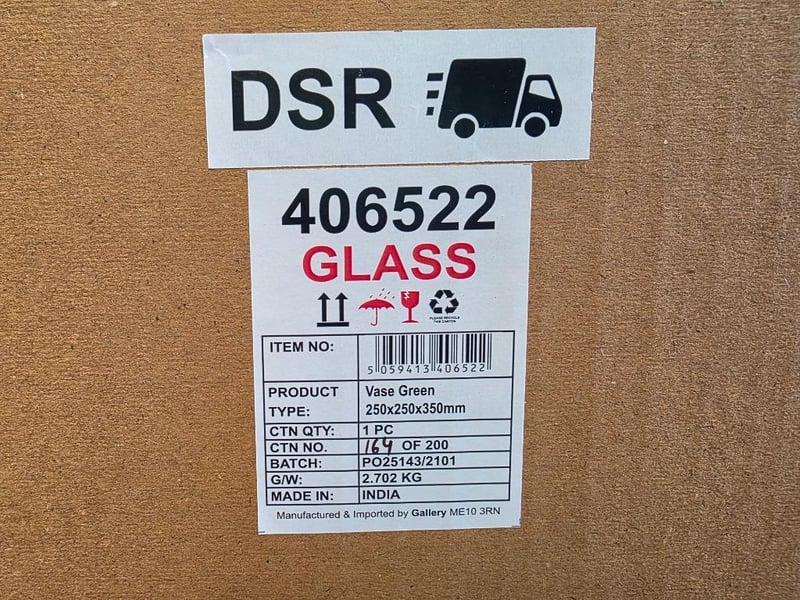 DSR
406522
GLASS
PLEASE RECYCLE
THIS CARTON
ITEM NO:
5 059413 406522
PRODUCT TYPE: Vase Green
250x250x350mm
CTN QTY: 1 PC
CTN NO. 164 OF 200
BATCH: PO25143/2101
G/W: 2.702 KG
MADE IN: INDIA
Manufactured & Imported by Gallery ME10 3RN